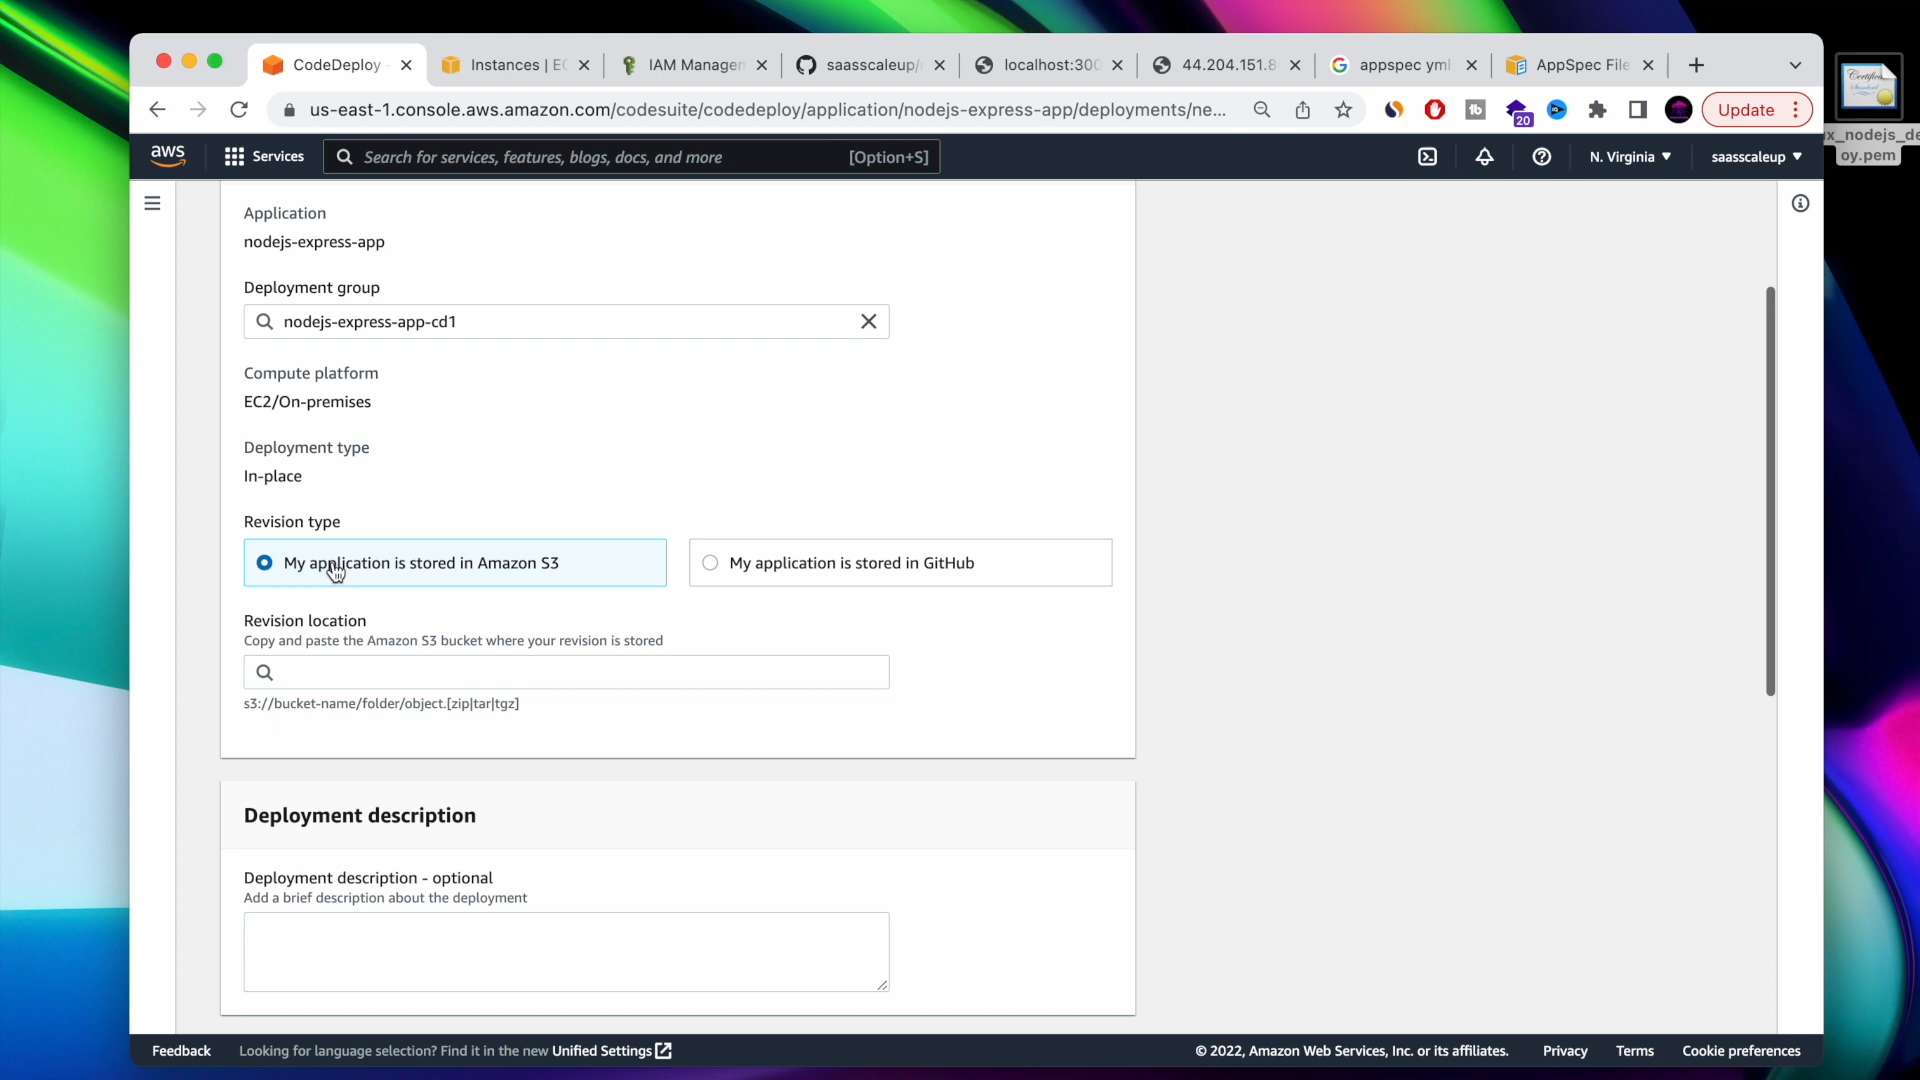 CodeDeploy
Instances | EC
IAM Managem
saasscaleup/
localhost:300
44.204.151.8
appspec yml
AppSpec File
us-east-1.console.aws.amazon.com/codesuite/codedeploy/application/nodejs-express-app/deployments/ne...
tb
20
Update
x_nodejs_de
oy.pem
aws
Services
Search for services, features, blogs, docs, and more
[Option+S]
N. Virginia
saasscaleup
Application
nodejs-express-app
Deployment group
nodejs-express-app-cd1
Compute platform
EC2/On-premises
Deployment type
In-place
Revision type
My application is stored in Amazon S3
My application is stored in GitHub
Revision location
Copy and paste the Amazon S3 bucket where your revision is stored
s3://bucket-name/folder/object.[zip|tar|tgz]
Deployment description
Deployment description - optional
Add a brief description about the deployment
Feedback
Looking for language selection? Find it in the new Unified Settings
© 2022, Amazon Web Services, Inc. or its affiliates.
Privacy
Terms
Cookie preferences